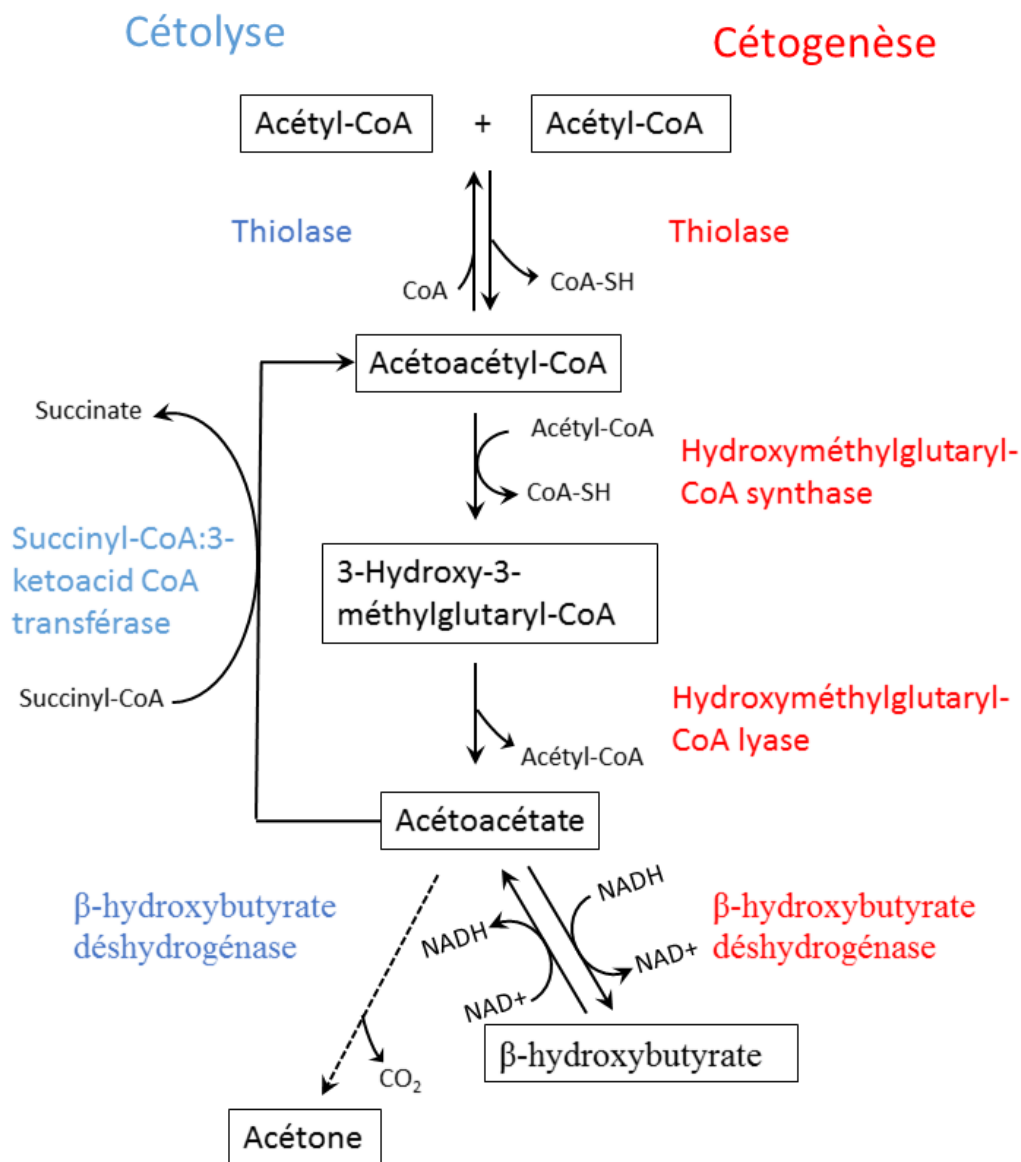 Cétolyse
Cétogenèse
Acétyl-CoA + Acétyl-CoA
Thiolase
Thiolase
CoA
CoA-SH
Acétoacétyl-CoA
Succinate
Acétyl-CoA
CoA-SH
Hydroxyméthylglutaryl-
CoA synthase
Succinyl-CoA:3-
ketoacid CoA
transférase
3-Hydroxy-3-
méthylglutaryl-CoA
Succinyl-CoA
Hydroxyméthylglutaryl-
CoA lyase
Acétyl-CoA
Acétoacétate
β-hydroxybutyrate
déshydrogénase
NADH
NAD+
NADH
NAD+
β-hydroxybutyrate
déshydrogénase
β-hydroxybutyrate
CO₂
Acétone